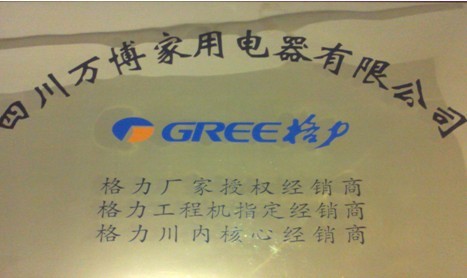 四川万博家用电器有限公司
GREE格力
格力厂家授权经销商
格力工程机指定经销商
格力川内核心经销商